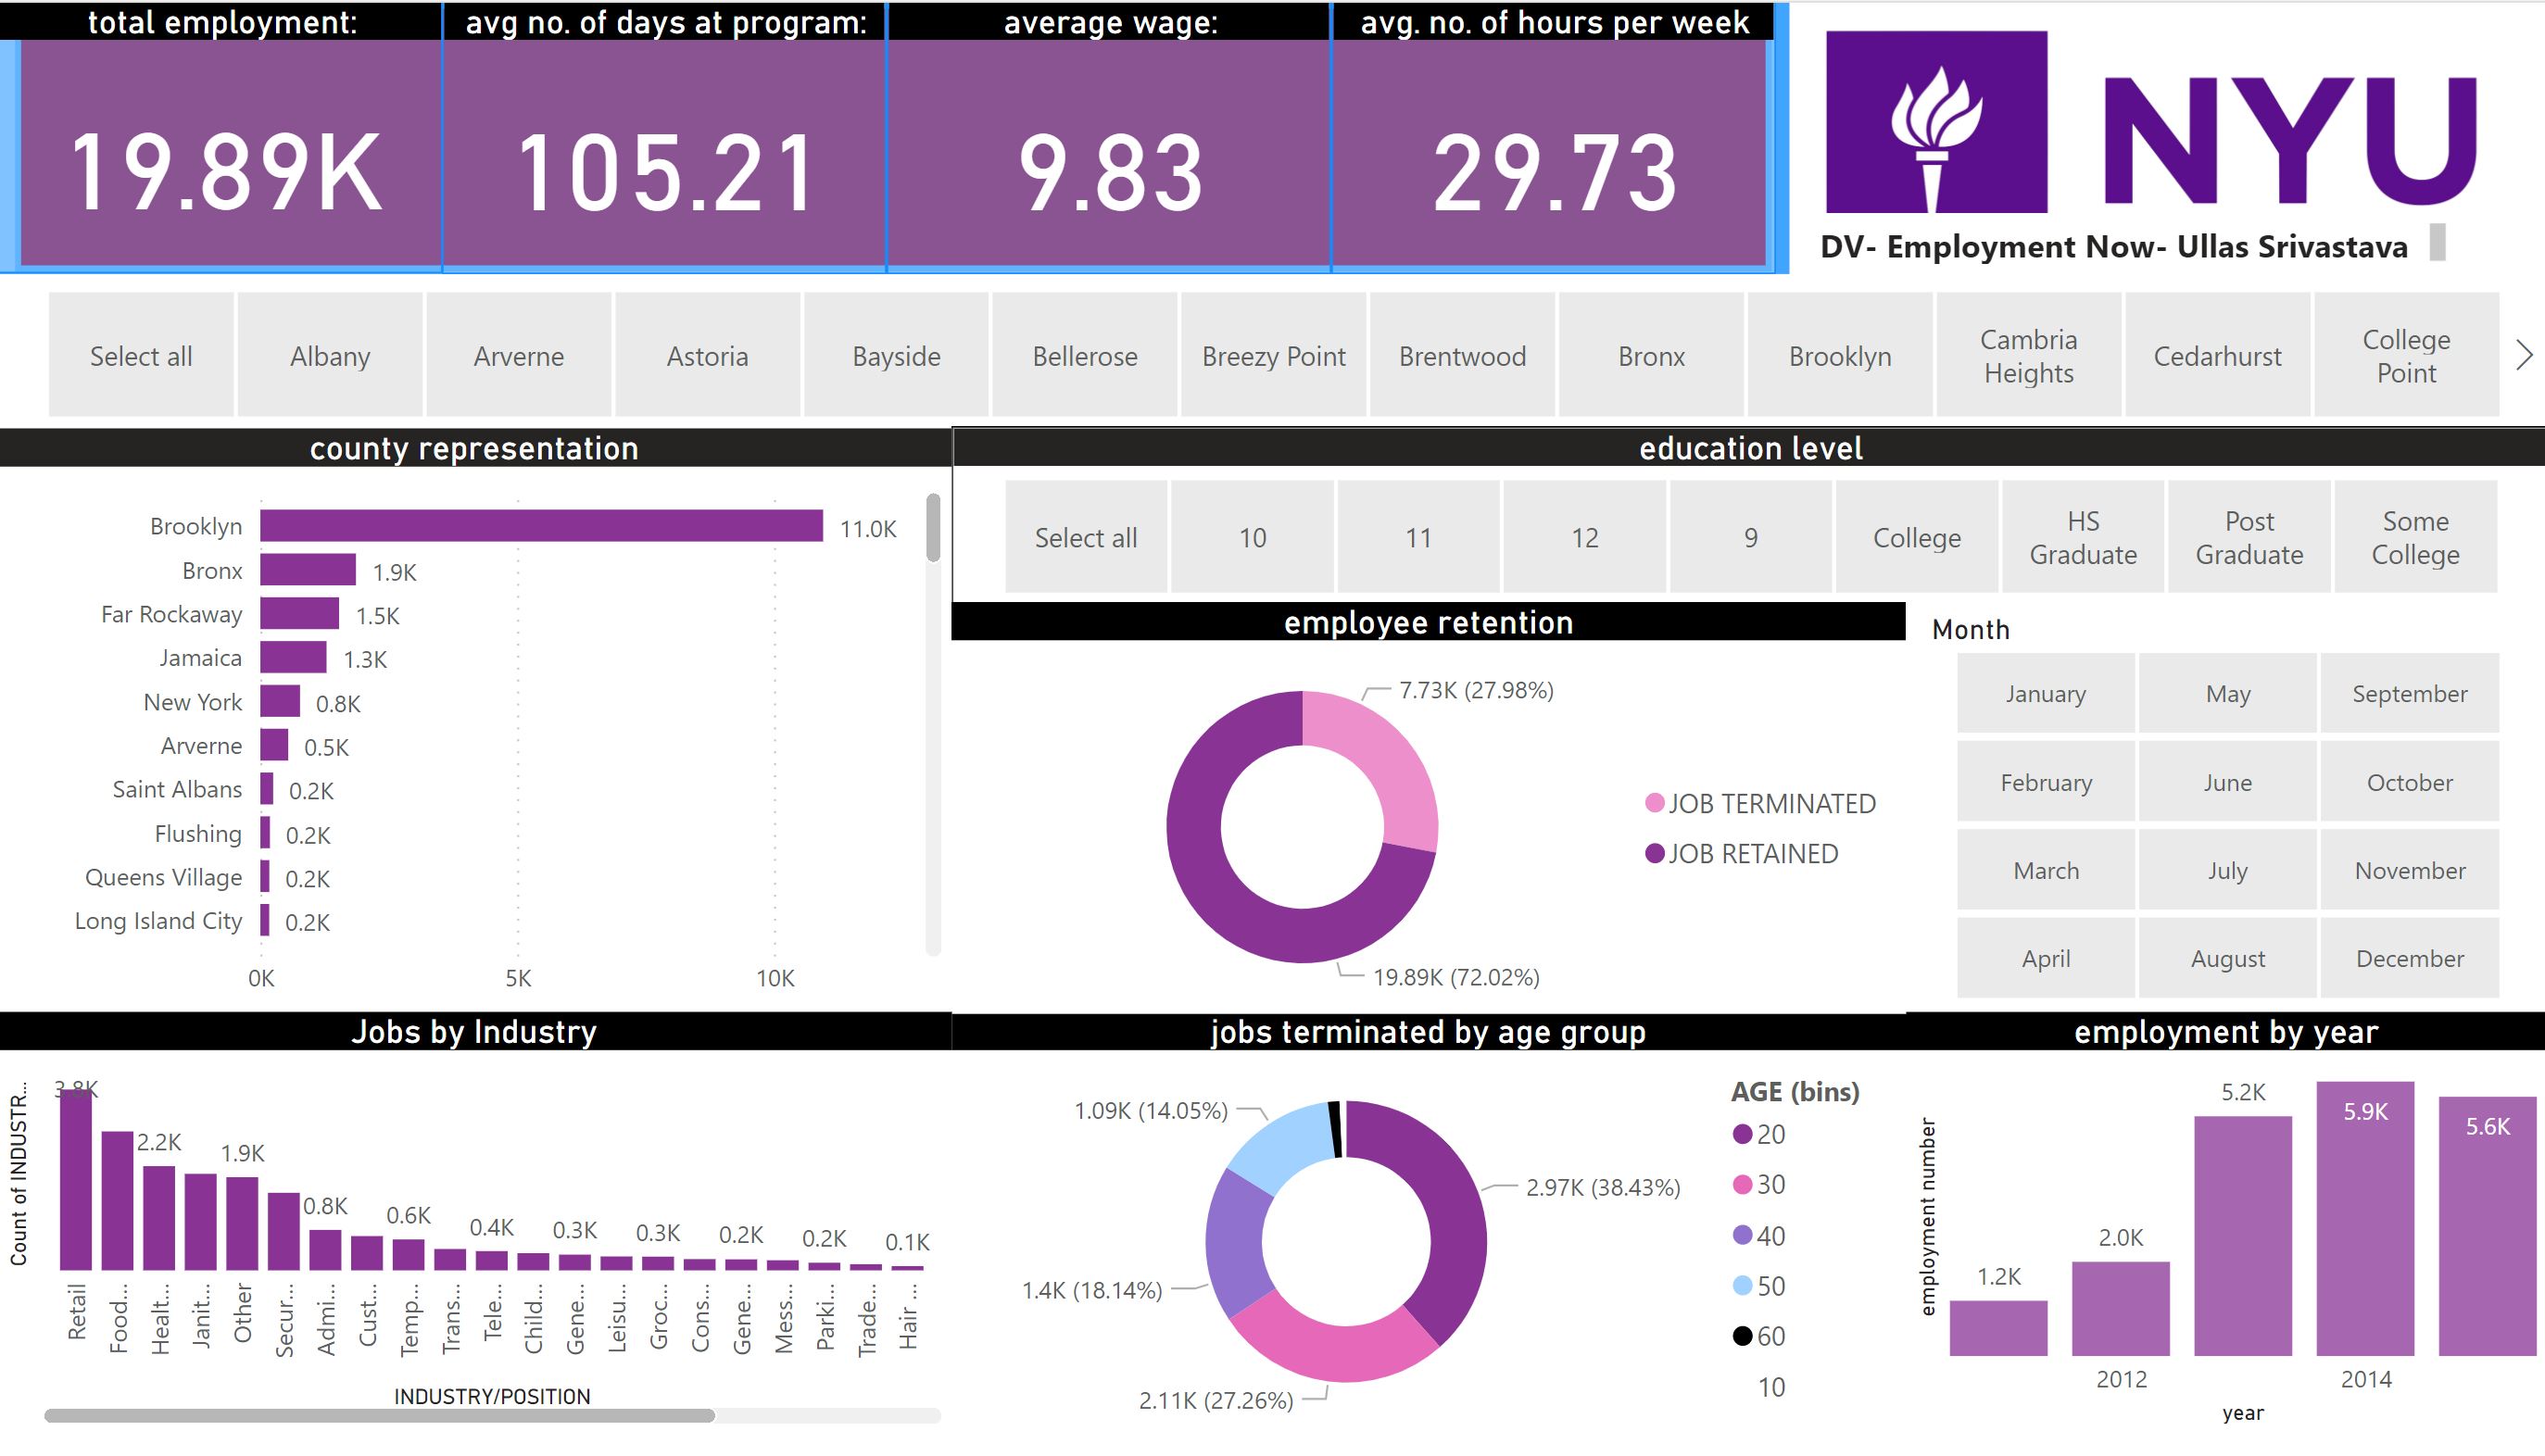 total employment:
avg no. of days at program:
average wage:
avg. no. of hours per week
19.89K
105.21
9.83
29.73
NYU
DV- Employment Now- Ullas Srivastava
Select all
Albany
Arverne
Astoria
Bayside
Bellerose
Breezy Point
Brentwood
Bronx
Brooklyn
Cambria
Heights
Cedarhurst
College
Point
county representation
Brooklyn 11.0K
Bronx 1.9K
Far Rockaway 1.5K
Jamaica 1.3K
New York 0.8K
Arverne 0.5K
Saint Albans 0.2K
Flushing 0.2K
Queens Village 0.2K
Long Island City 0.2K
0K 5K 10K
education level
Select all
10
11
12
9
College
HS
Graduate
Post
Graduate
Some
College
employee retention
7.73K (27.98%)
19.89K (72.02%)
JOB TERMINATED
JOB RETAINED
Month
January May September
February June October
March July November
April August December
Jobs by Industry
Count of INDUSTR...
3.8K
2.2K
1.9K
0.8K
0.6K
0.4K
0.3K
0.3K
0.2K
0.2K
0.1K
Retail
Food...
Healt...
Janit...
Other
Secur...
Admi...
Cust...
Temp...
Trans...
Tele...
Child...
Gene...
Leisu...
Groc...
Cons...
Gene...
Mess...
Parki...
Trade...
Hair ...
INDUSTRY/POSITION
jobs terminated by age group
1.09K (14.05%)
2.97K (38.43%)
1.4K (18.14%)
2.11K (27.26%)
AGE (bins)
20
30
40
50
60
10
employment by year
employment number
1.2K
2.0K
5.2K
5.9K
5.6K
2012
2014
year